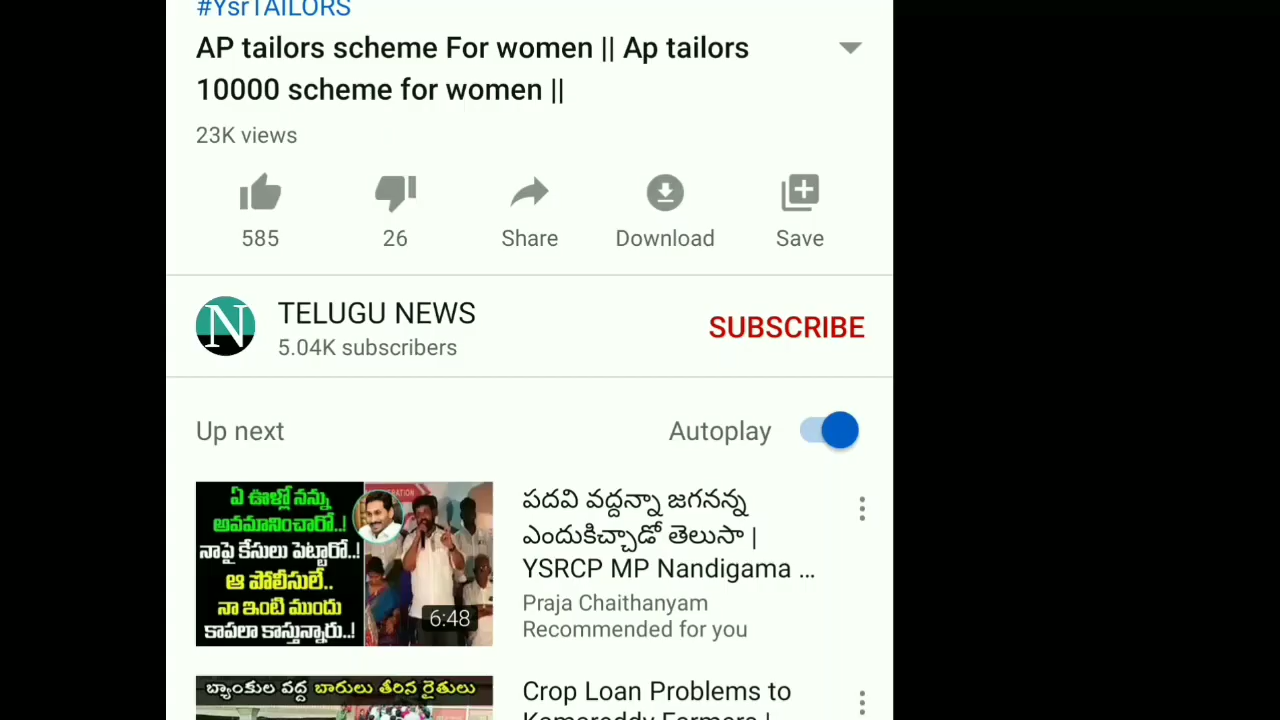 #YsrTAILORS
AP tailors scheme For women || Ap tailors
10000 scheme for women ||
23K views
585
26
Share
Download
Save
N
TELUGU NEWS
5.04K subscribers
SUBSCRIBE
Up next
Autoplay
ఏ ఊళ్లో నన్ను
అవమానించారో..!
నాపై కేసులు పెట్టారో..!
ఆ పోలీసులే..
నా ఇంటి ముందు
కాపలా కాస్తున్నారు..!
6:48
పదవి వద్దన్నా జగనన్న
ఎందుకిచ్చాడో తెలుసా |
YSRCP MP Nandigama ...
Praja Chaithanyam
Recommended for you
బ్యాంకుల వద్ద బారులు తీరిన రైతులు
Crop Loan Problems to
Kamareddy Farmers |